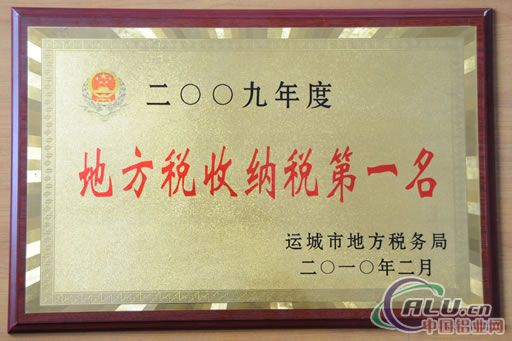 二〇〇九年度
地方税收纳税第一名
运城市地方税务局
二〇一〇年二月
ALU.cn
中国铝业网